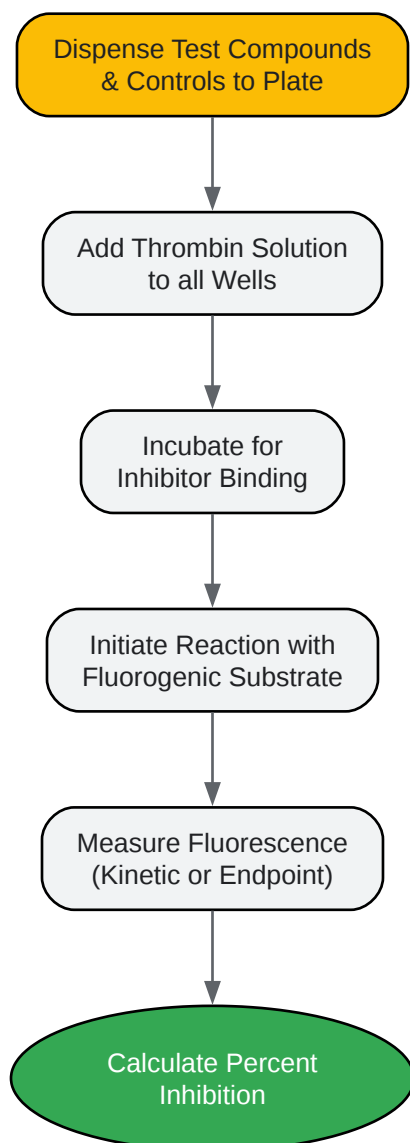 Dispense Test Compounds
& Controls to Plate
Add Thrombin Solution
to all Wells
Incubate for
Inhibitor Binding
Initiate Reaction with
Fluorogenic Substrate
Measure Fluorescence
(Kinetic or Endpoint)
Calculate Percent
Inhibition